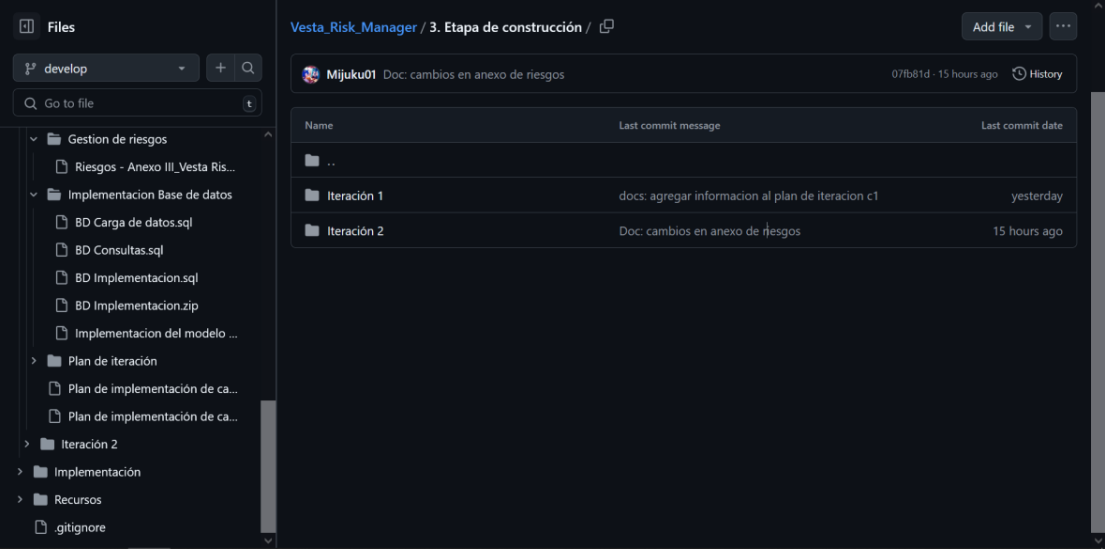 Files
develop
Go to file
t
Gestion de riesgos
Riesgos - Anexo III_Vesta Ris...
Implementacion Base de datos
BD Carga de datos.sql
BD Consultas.sql
BD Implementacion.sql
BD Implementacion.zip
Implementacion del modelo ...
Plan de iteración
Plan de implementación de ca...
Plan de implementación de ca...
Iteración 2
Implementación
Recursos
.gitignore
Vesta_Risk_Manager / 3. Etapa de construcción /
Add file
Mijuku01 Doc: cambios en anexo de riesgos
07fb81d · 15 hours ago
History
Name Last commit message Last commit date
..
Iteración 1 docs: agregar informacion al plan de iteracion c1 yesterday
Iteración 2 Doc: cambios en anexo de riesgos 15 hours ago